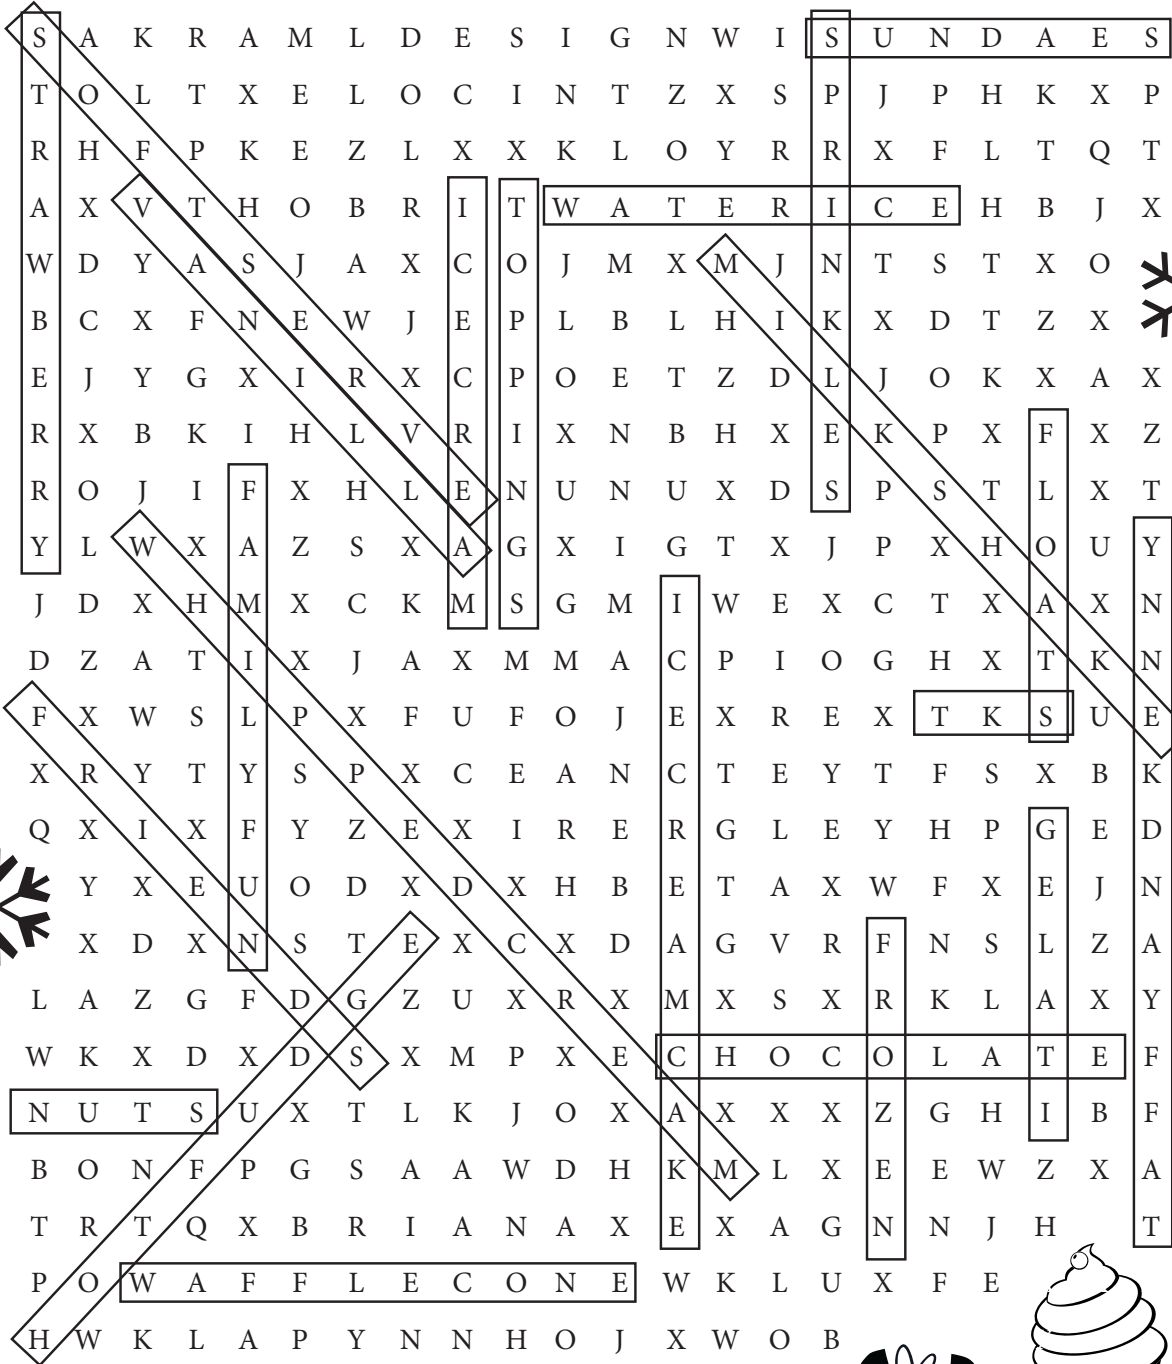 S A K R A M L D E S I G N W I S U N D A E S
T O L T X E L O C I N T Z X S P J P H K X P
R H F P K E Z L X X K L O Y R R X F L T Q T
A X V T H O B R I T W A T E R I C E H B J X
W D Y A S J A X C O J M X M J N T S T X O
B C X F N E W J E P L B L H I K X D T Z X
E J Y G X I R X C P O E T Z D L J O K X A X
R X B K I H L V R I X N B H X E K P X F X Z
R O J I F X H L E N U N U X D S P S T L X T
Y L W X A Z S X A G X I G T X J P X H O U Y
J D X H M X C K M S G M I W E X C T X A X N
D Z A T I X J A X M M A C P I O G H X T K N
F X W S L P X F U F O J E X R E X T K S U E
X R Y T Y S P X C E A N C T E Y T F S X B K
Q X I X F Y Z E X I R E R G L E Y H P G E D
Y X E U O D X D X H B E T A X W F X E J N
X D X N S T E X C X D A G V R F N S L Z A
L A Z G F D G Z U X R X M X S X R K L A X Y
W K X D X D S X M P X E C H O C O L A T E F
N U T S U X T L K J O X A X X X Z G H I B F
B O N F P G S A A W D H K M L X E E W Z X A
T R T Q X B R I A N A X E X A G N N J H T
P O W A F F L E C O N E W K L U X F E
H W K L A P Y N N H O J X W O B